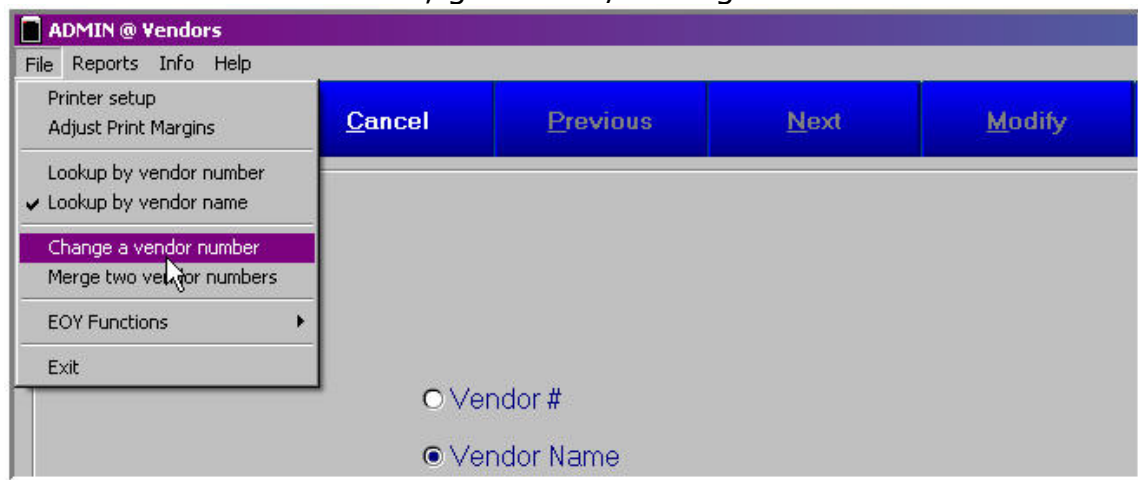 ADMIN @ Vendors
File Reports Info Help
Cancel Previous Next Modify
Printer setup
Adjust Print Margins
Lookup by vendor number
Lookup by vendor name
Change a vendor number
Merge two vendor numbers
EOY Functions
Exit
Vendor #
Vendor Name